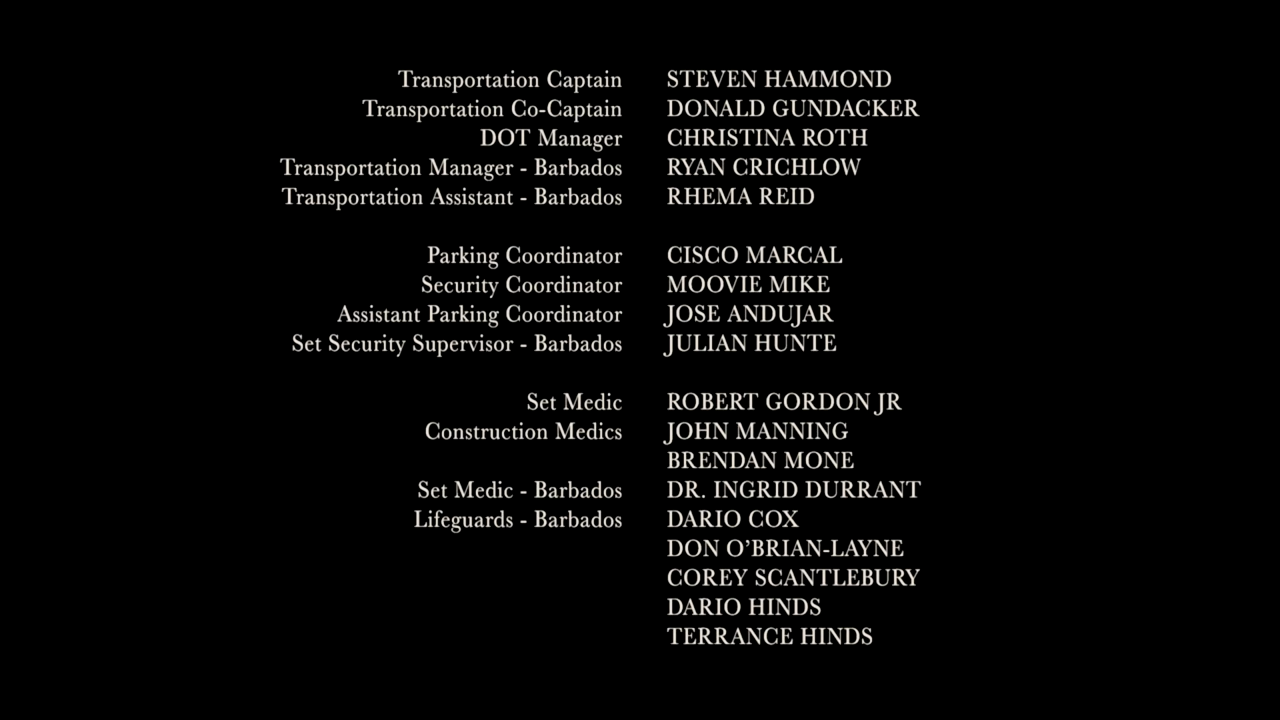 Transportation Captain STEVEN HAMMOND
Transportation Co-Captain DONALD GUNDACKER
DOT Manager CHRISTINA ROTH
Transportation Manager - Barbados RYAN CRICHLOW
Transportation Assistant - Barbados RHEMA REID
Parking Coordinator CISCO MARCAL
Security Coordinator MOOVIE MIKE
Assistant Parking Coordinator JOSE ANDUJAR
Set Security Supervisor - Barbados JULIAN HUNTE
Set Medic ROBERT GORDON JR
Construction Medics JOHN MANNING
BRENDAN MONE
Set Medic - Barbados DR. INGRID DURRANT
Lifeguards - Barbados DARIO COX
DON O’BRIAN-LAYNE
COREY SCANTLEBURY
DARIO HINDS
TERRANCE HINDS